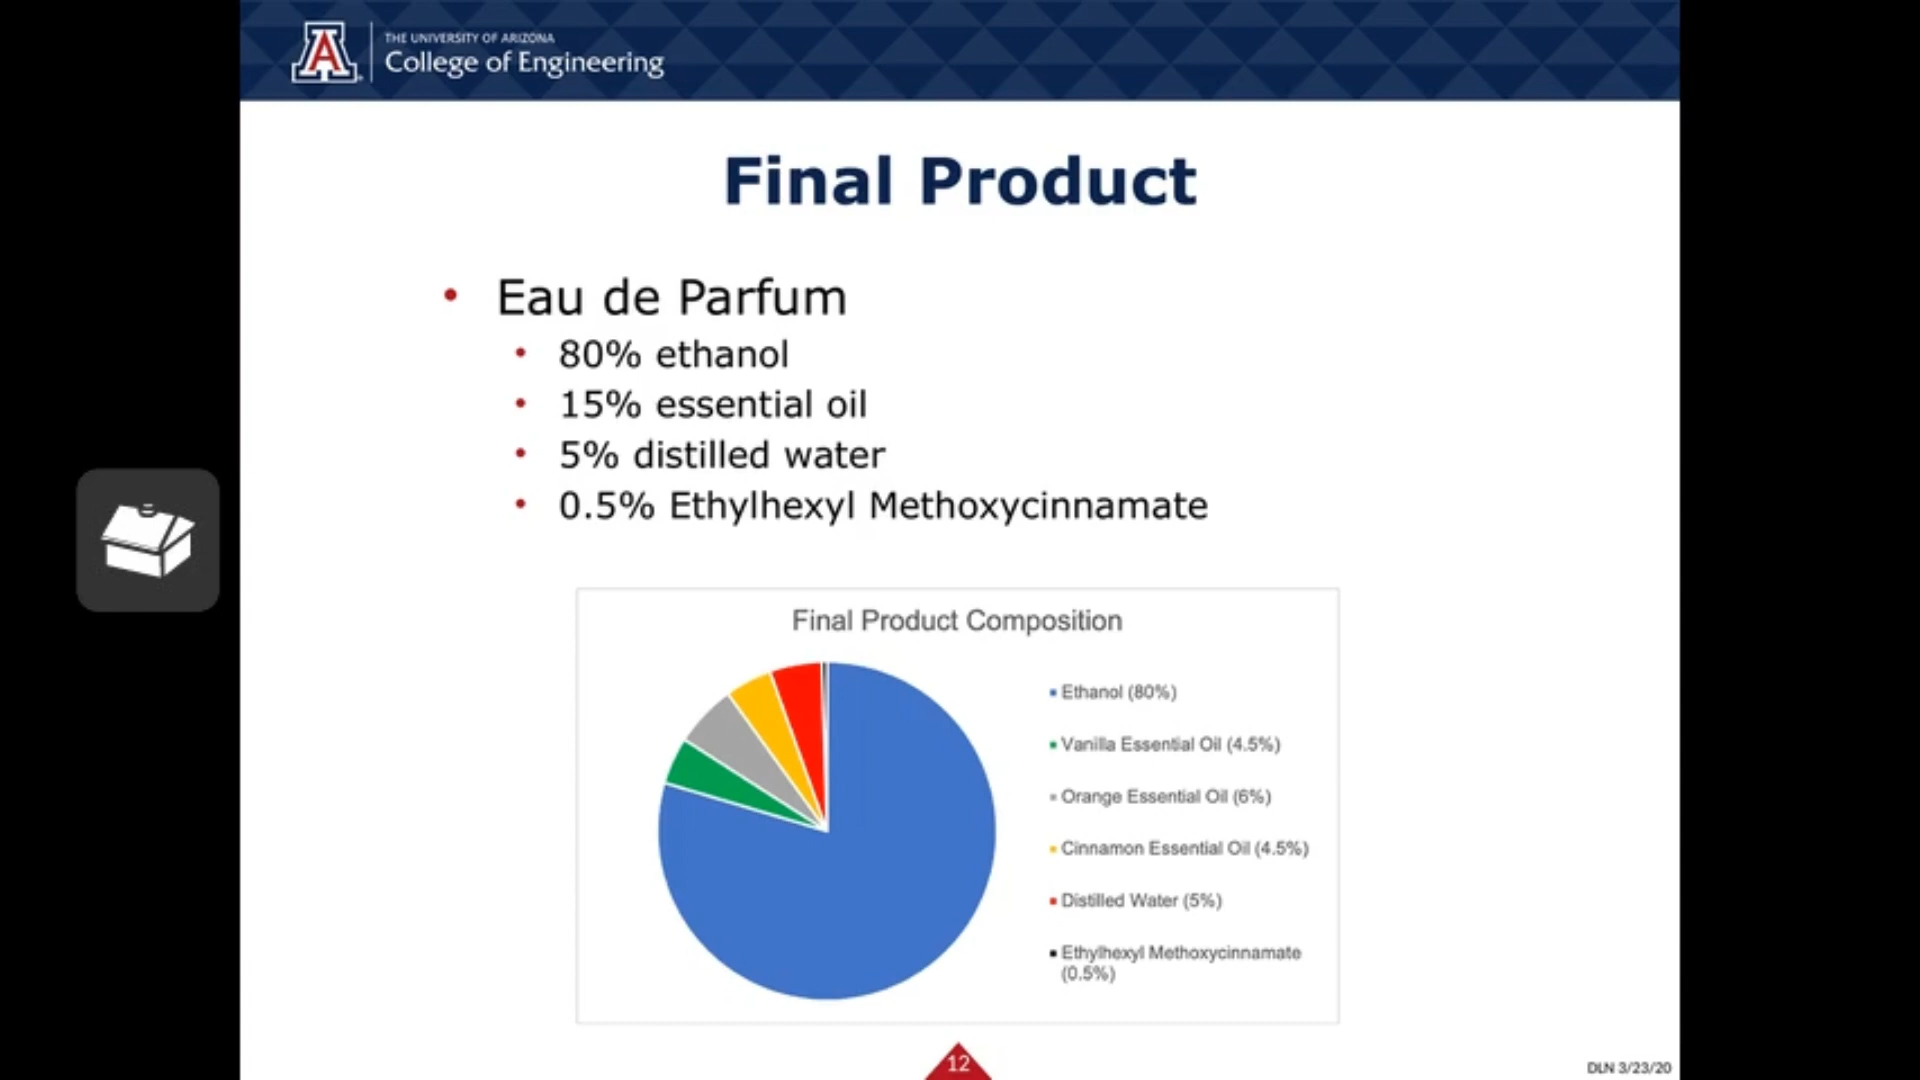 THE UNIVERSITY OF ARIZONA
College of Engineering
Final Product
• Eau de Parfum
• 80% ethanol
• 15% essential oil
• 5% distilled water
• 0.5% Ethylhexyl Methoxycinnamate
Final Product Composition
Ethanol (80%)
Vanilla Essential Oil (4.5%)
Orange Essential Oil (6%)
Cinnamon Essential Oil (4.5%)
Distilled Water (5%)
Ethylhexyl Methoxycinnamate
(0.5%)
12
DLN 3/23/20